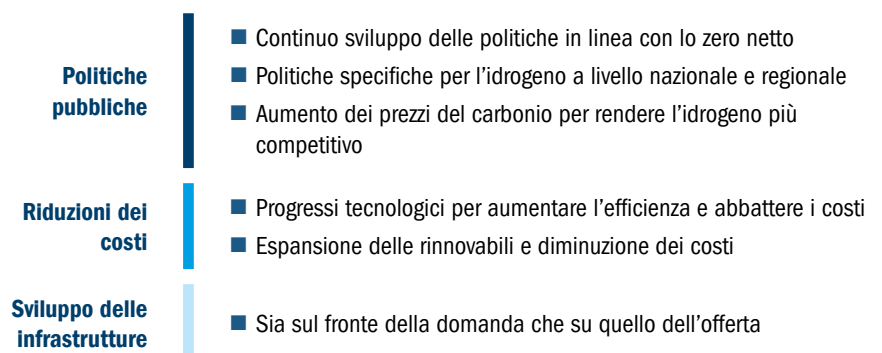 Politiche
pubbliche
■ Continuo sviluppo delle politiche in linea con lo zero netto
■ Politiche specifiche per l'idrogeno a livello nazionale e regionale
■ Aumento dei prezzi del carbonio per rendere l'idrogeno più
competitivo
Riduzioni dei
costi
■ Progressi tecnologici per aumentare l'efficienza e abbattere i costi
■ Espansione delle rinnovabili e diminuzione dei costi
Sviluppo delle
infrastrutture
■ Sia sul fronte della domanda che su quello dell'offerta